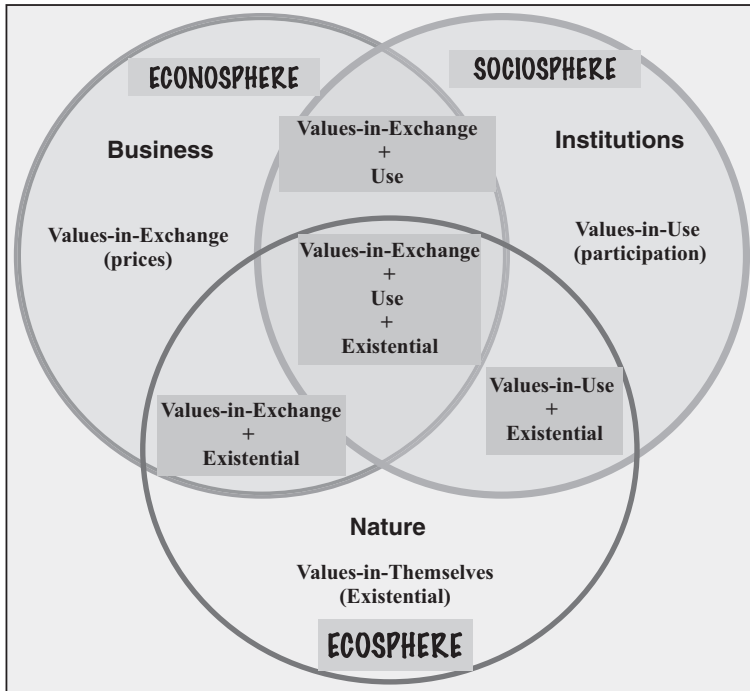 ECONOSPHERE
SOCIOSPHERE
Business
Values-in-Exchange
+
Use
Institutions
Values-in-Exchange
(prices)
Values-in-Exchange
+
Use
+
Existential
Values-in-Use
(participation)
Values-in-Exchange
+
Existential
Values-in-Use
+
Existential
Nature
Values-in-Themselves
(Existential)
ECOSPHERE